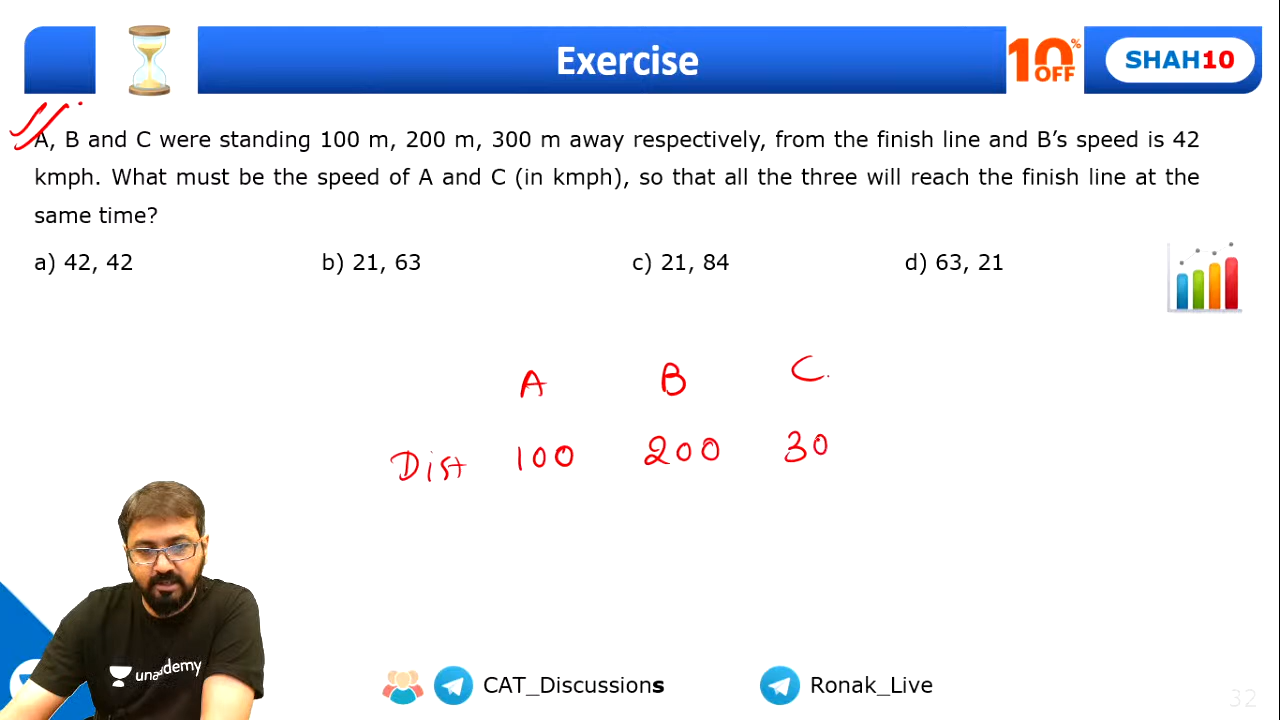 Exercise
10% OFF
SHAH10
A, B and C were standing 100 m, 200 m, 300 m away respectively, from the finish line and B’s speed is 42
kmph. What must be the speed of A and C (in kmph), so that all the three will reach the finish line at the
same time?
a) 42, 42 b) 21, 63 c) 21, 84 d) 63, 21
A B C
Dist 100 200 30
unacademy
CAT_Discussions Ronak_Live
32